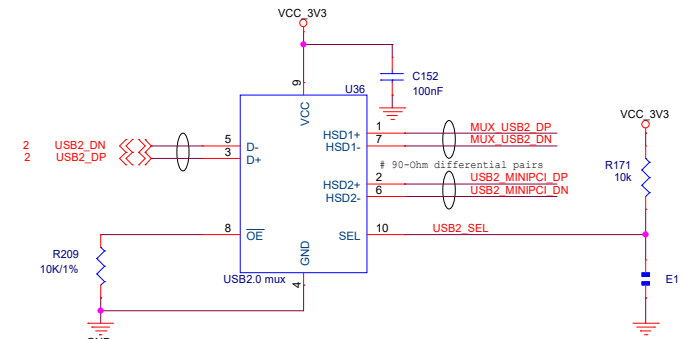 VCC_3V3
9
U36
C152
100nF
VCC
VCC_3V3
1
MUX_USB2_DP
HSD1+
7
MUX_USB2_DN
HSD1-
2
USB2_DN
5
D-
2
USB2_DP
3
D+
# 90-Ohm differential pairs
R171
10k
2
USB2_MINIPCI_DP
HSD2+
6
USB2_MINIPCI_DN
HSD2-
8
OE
10
USB2_SEL
SEL
GND
R209
10K/1%
USB2.0 mux
4
E1